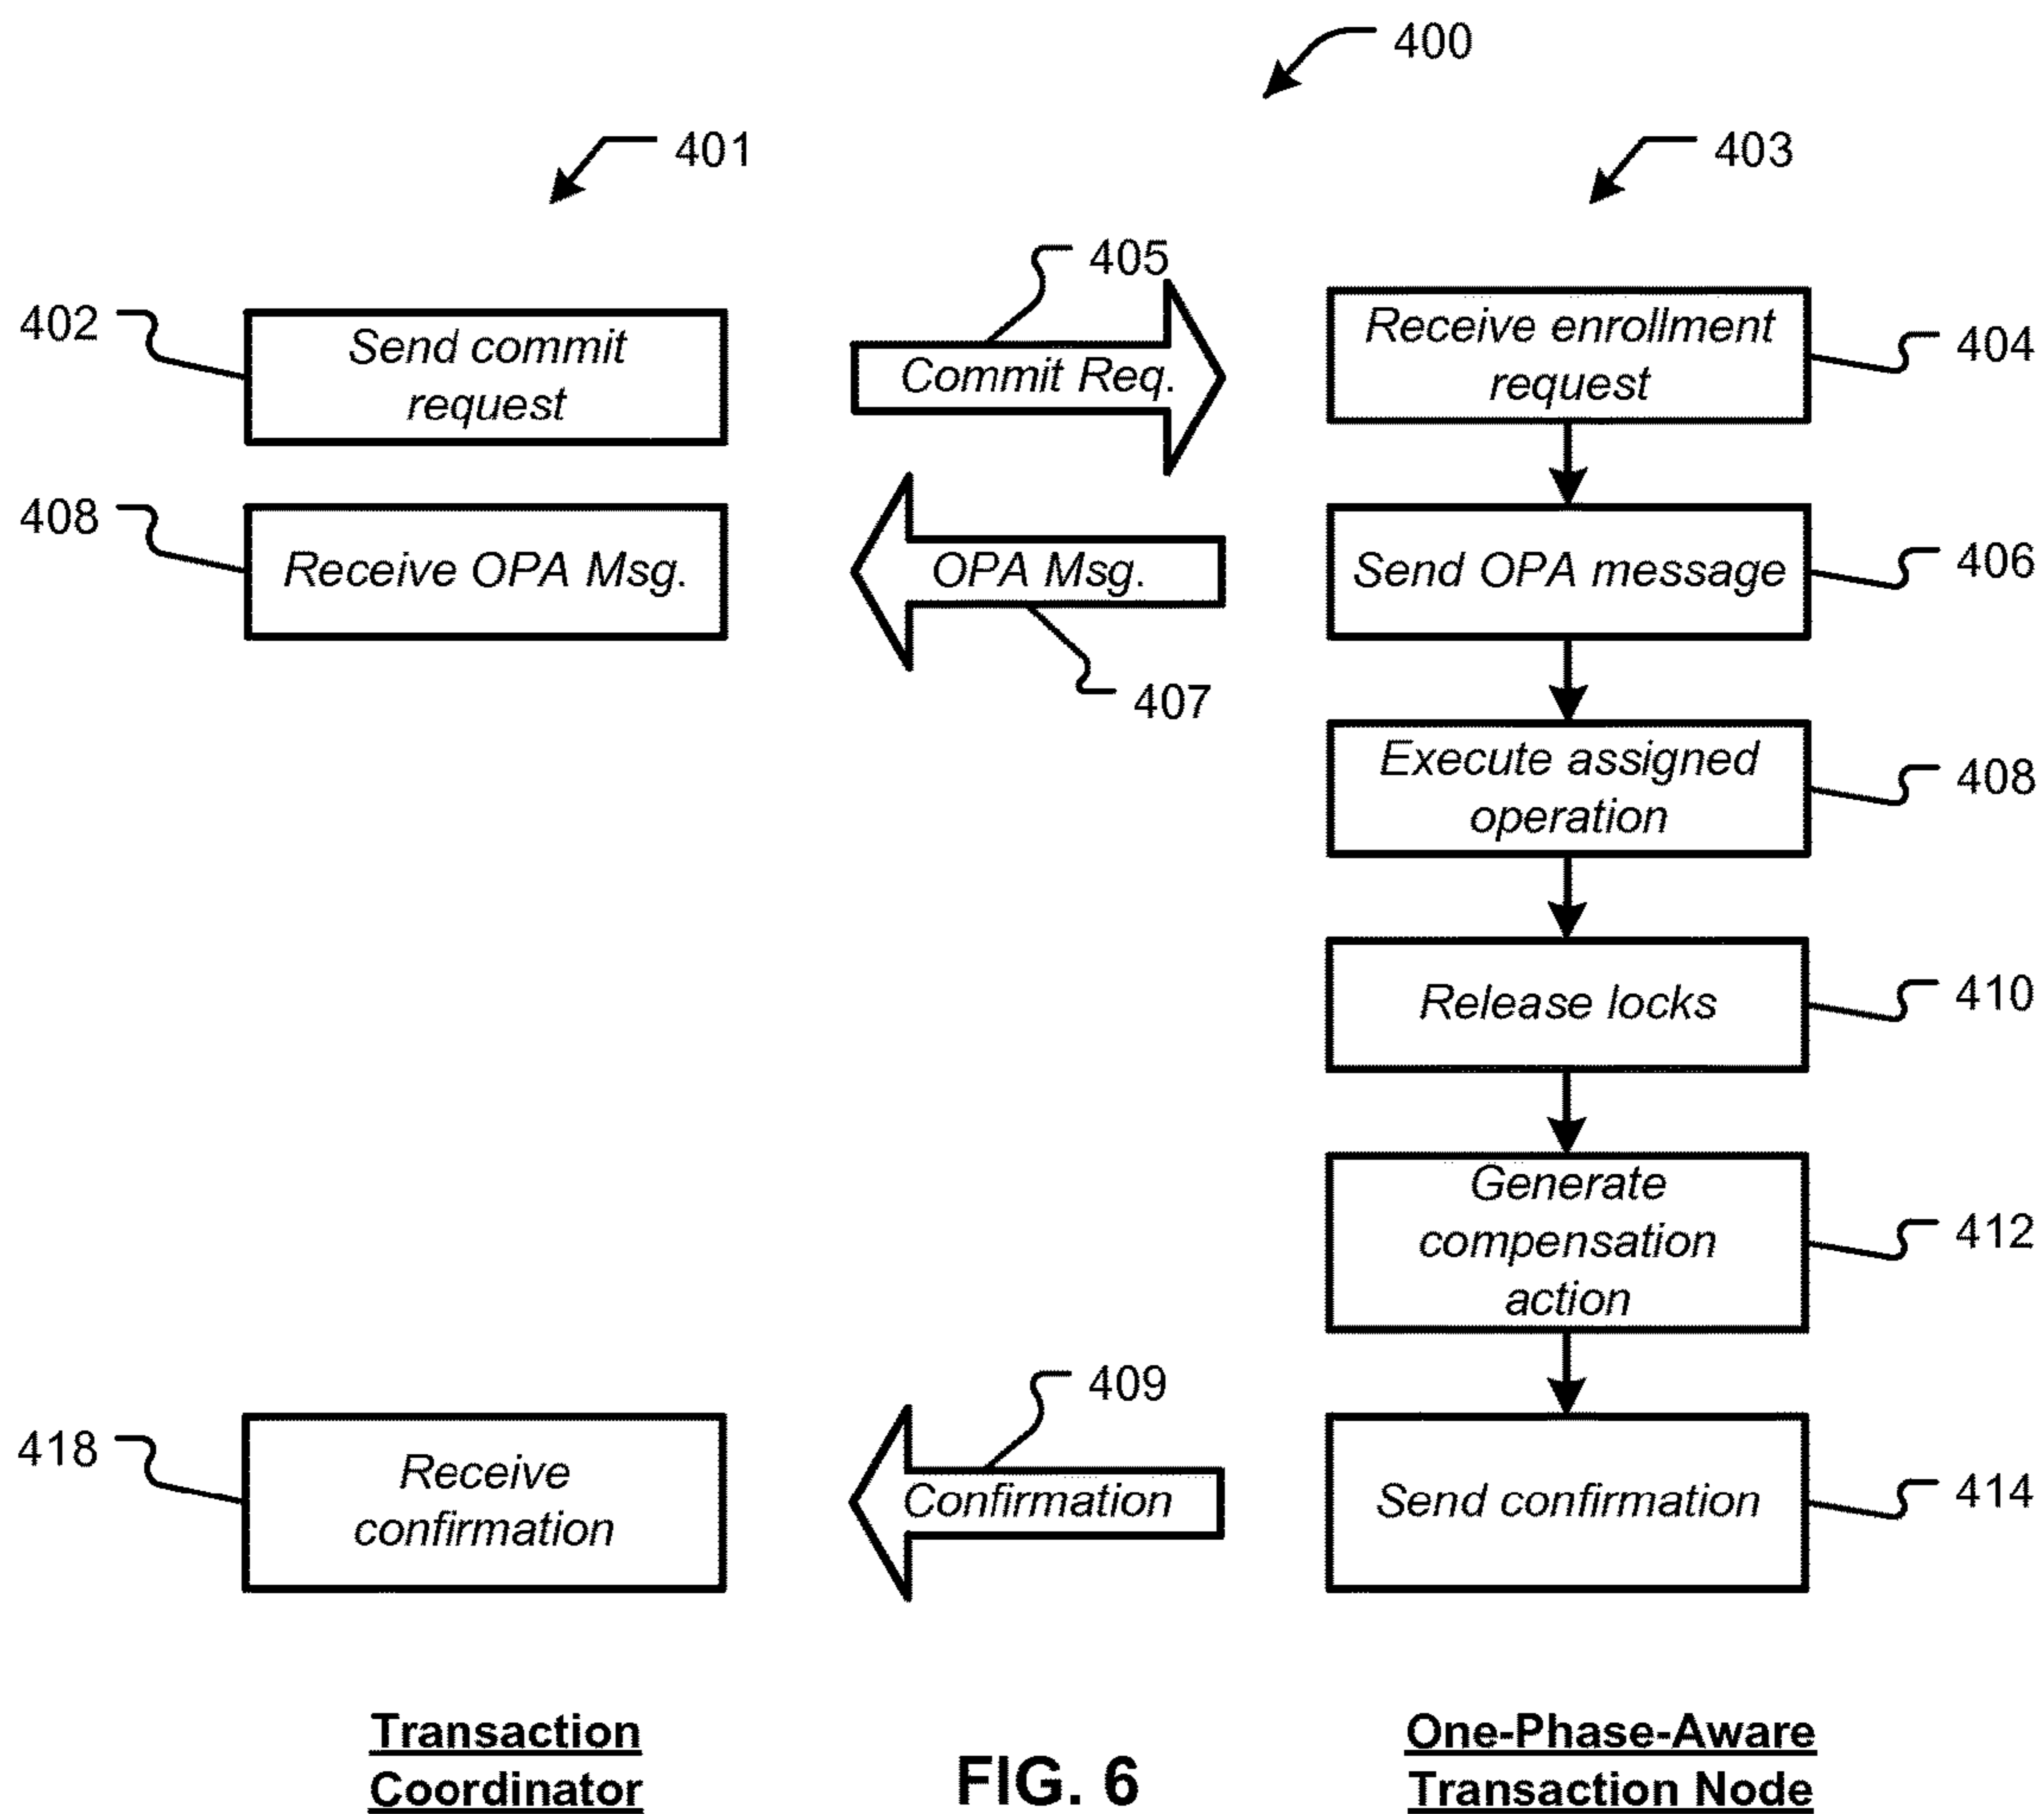 400
401
403
405
402
Send commit
request
Commit Req.
Receive enrollment
request
404
408
Receive OPA Msg.
OPA Msg.
407
Send OPA message
406
Execute assigned
operation
408
Release locks
410
Generate
compensation
action
412
409
418
Receive
confirmation
Confirmation
Send confirmation
414
Transaction
Coordinator
FIG. 6
One-Phase-Aware
Transaction Node